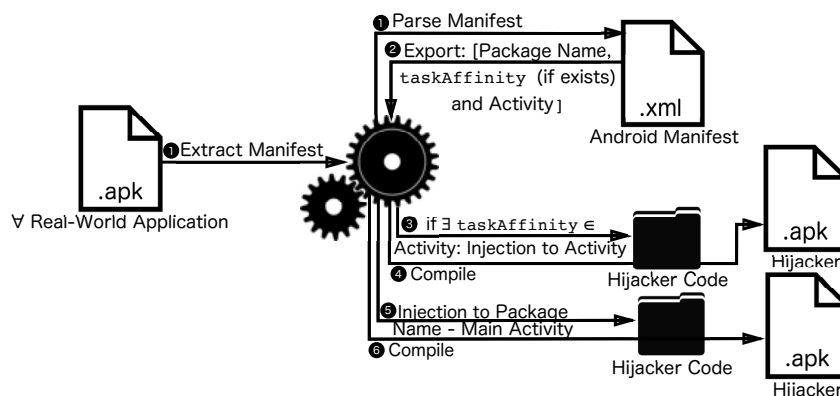 ❶ Parse Manifest
❷ Export: [Package Name,
taskAffinity (if exists)
and Activity]
.xml
Android Manifest
❶ Extract Manifest
.apk
∀ Real-World Application
❸ if ∃ taskAffinity ∈
Activity: Injection to Activity
❹ Compile
Hijacker Code
.apk
Hijacker
❺ Injection to Package
Name - Main Activity
❻ Compile
Hijacker Code
.apk
Hijacker